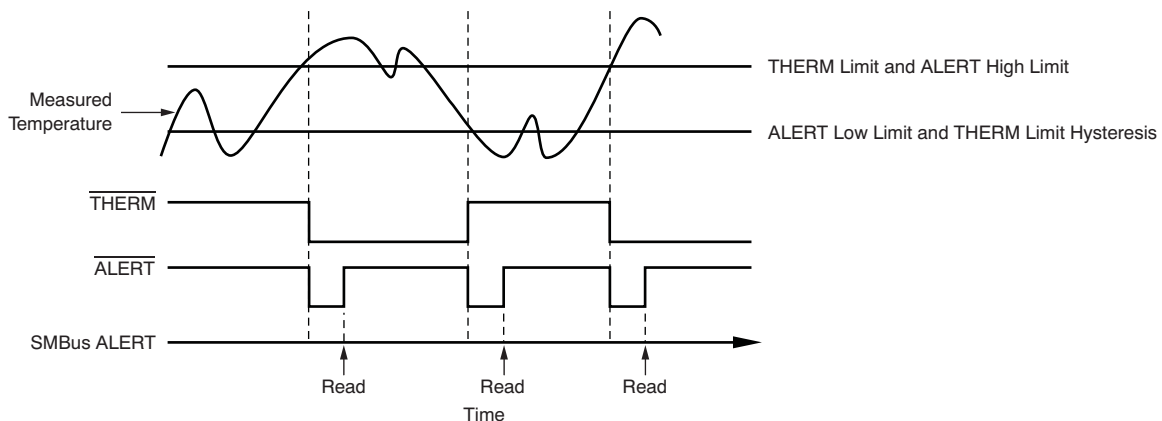 THERM Limit and ALERT High Limit
Measured
Temperature
ALERT Low Limit and THERM Limit Hysteresis
THERM
ALERT
SMBus ALERT
Read
Read
Read
Time